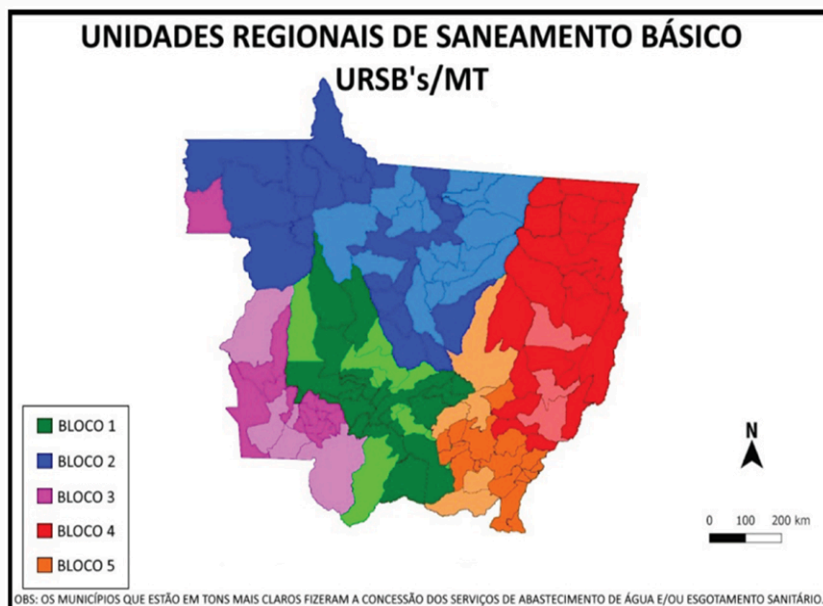 UNIDADES REGIONAIS DE SANEAMENTO BÁSICO
URSB's/MT
BLOCO 1
BLOCO 2
BLOCO 3
BLOCO 4
BLOCO 5
N
0 100 200 km
OBS: OS MUNICÍPIOS QUE ESTÃO EM TONS MAIS CLAROS FIZERAM A CONCESSÃO DOS SERVIÇOS DE ABASTECIMENTO DE ÁGUA E/OU ESGOTAMENTO SANITÁRIO.